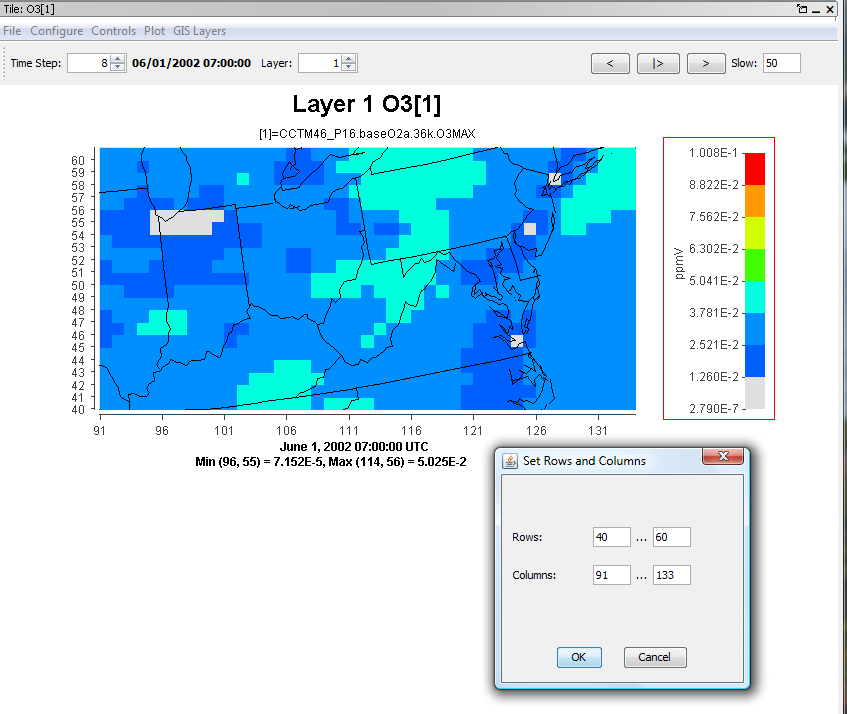 Tile: O3[1]
File Configure Controls Plot GIS Layers
Time Step: 8 06/01/2002 07:00:00 Layer: 1 < |> > Slow: 50
Layer 1 O3[1]
[1]=CCTM46_P16.baseO2a.36k.O3MAX
60
59
58
57
56
55
54
53
52
51
50
49
48
47
46
45
44
43
42
41
40
91 96 101 106 111 116 121 126 131
June 1, 2002 07:00:00 UTC
Min (96, 55) = 7.152E-5, Max (114, 56) = 5.025E-2
ppmV
1.008E-1
8.822E-2
7.562E-2
6.302E-2
5.041E-2
3.781E-2
2.521E-2
1.260E-2
2.790E-7
Set Rows and Columns
Rows: 40 ... 60
Columns: 91 ... 133
OK Cancel